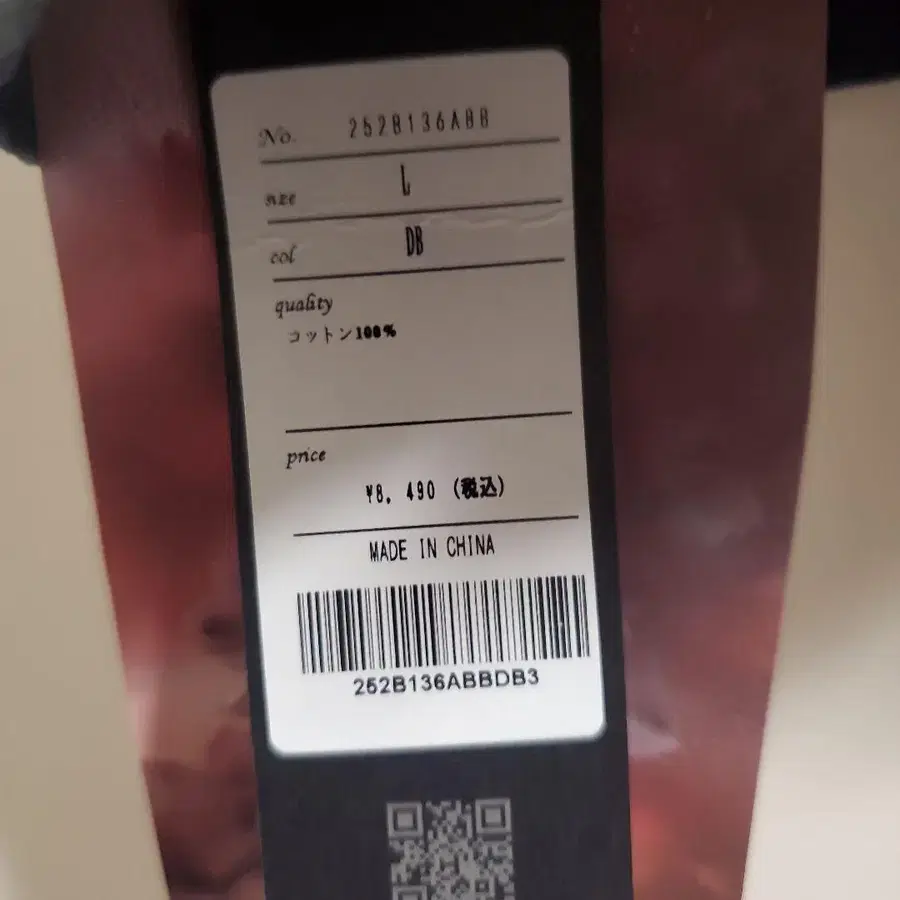 No. 252B136ABB
size L
col DB
quality
コットン100%
price
¥8,490 (税込)
MADE IN CHINA
252B136ABBDB3